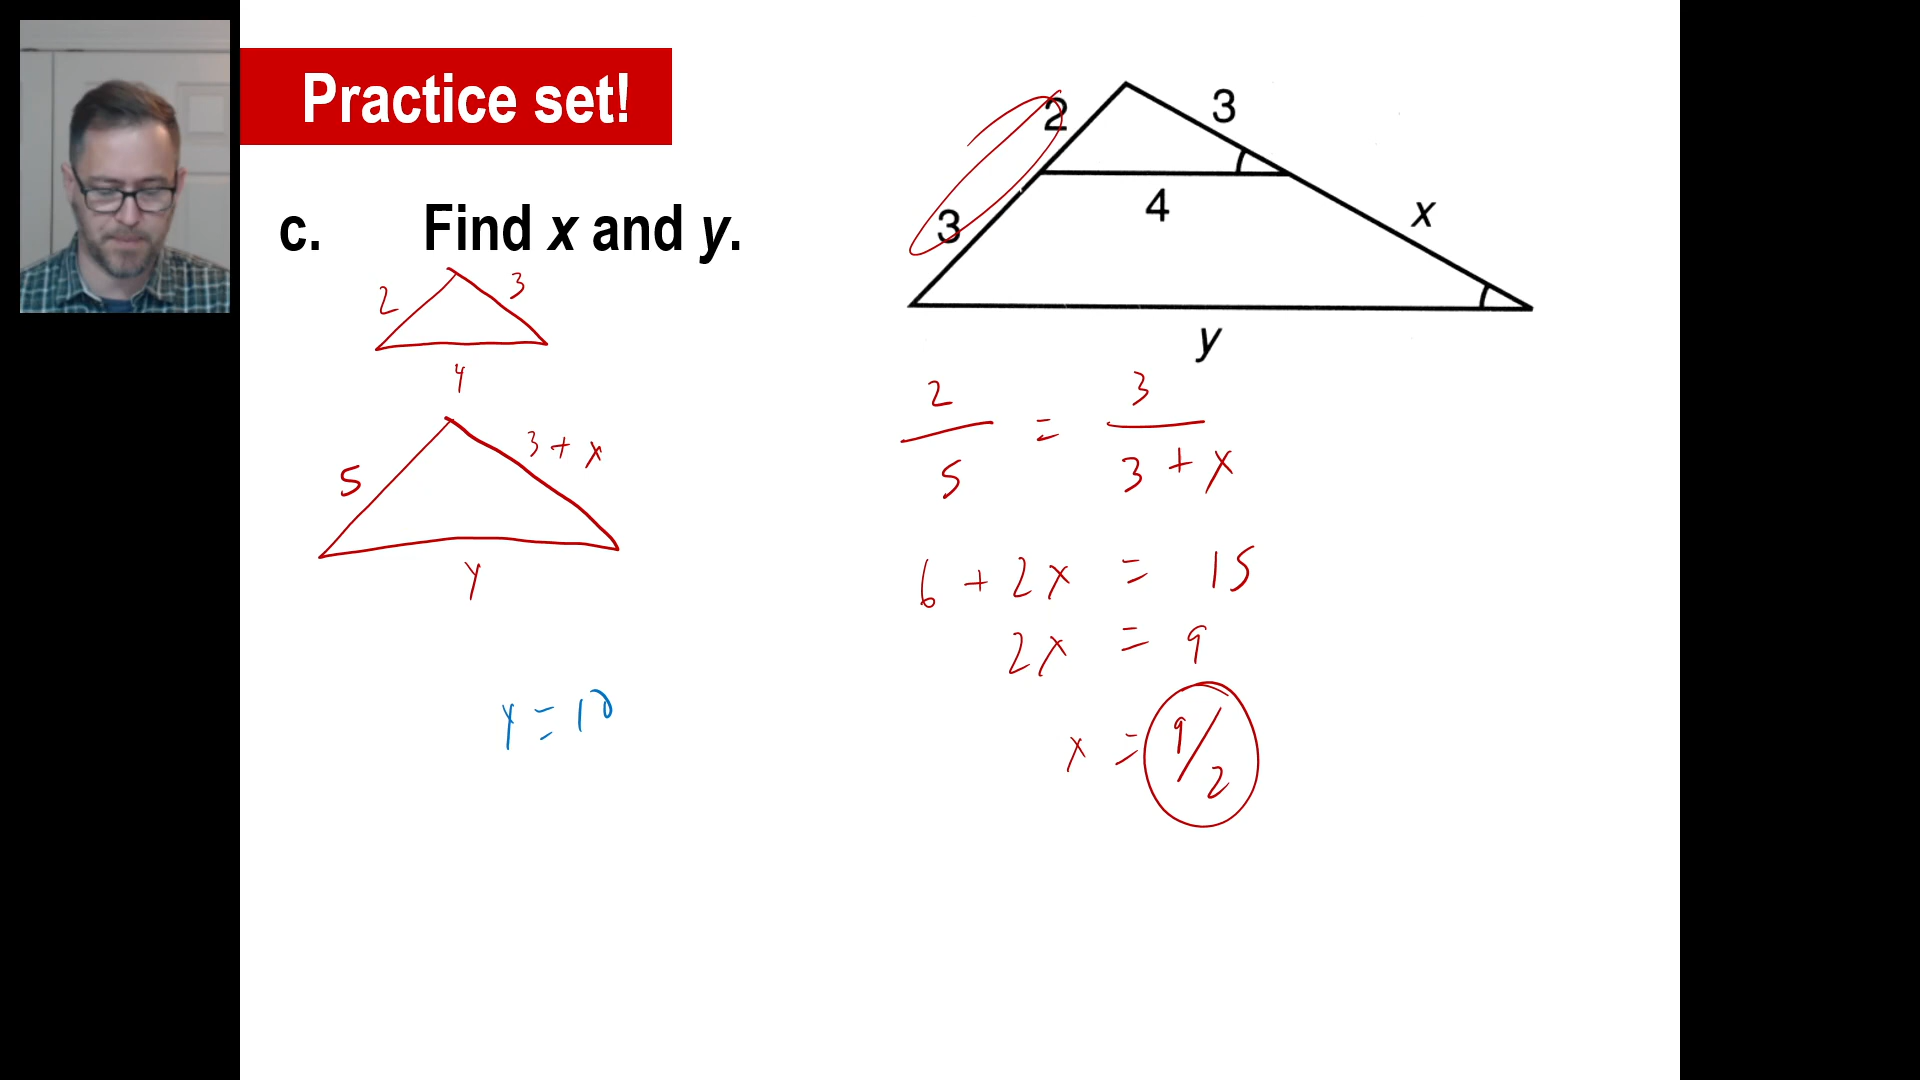 Practice set!
c. Find x and y.
2
3
4
3
x
y
2
3
4
5
3 + x
y
2/5 = 3/(3 + x)
6 + 2x = 15
2x = 9
x = 9/2
y = 10